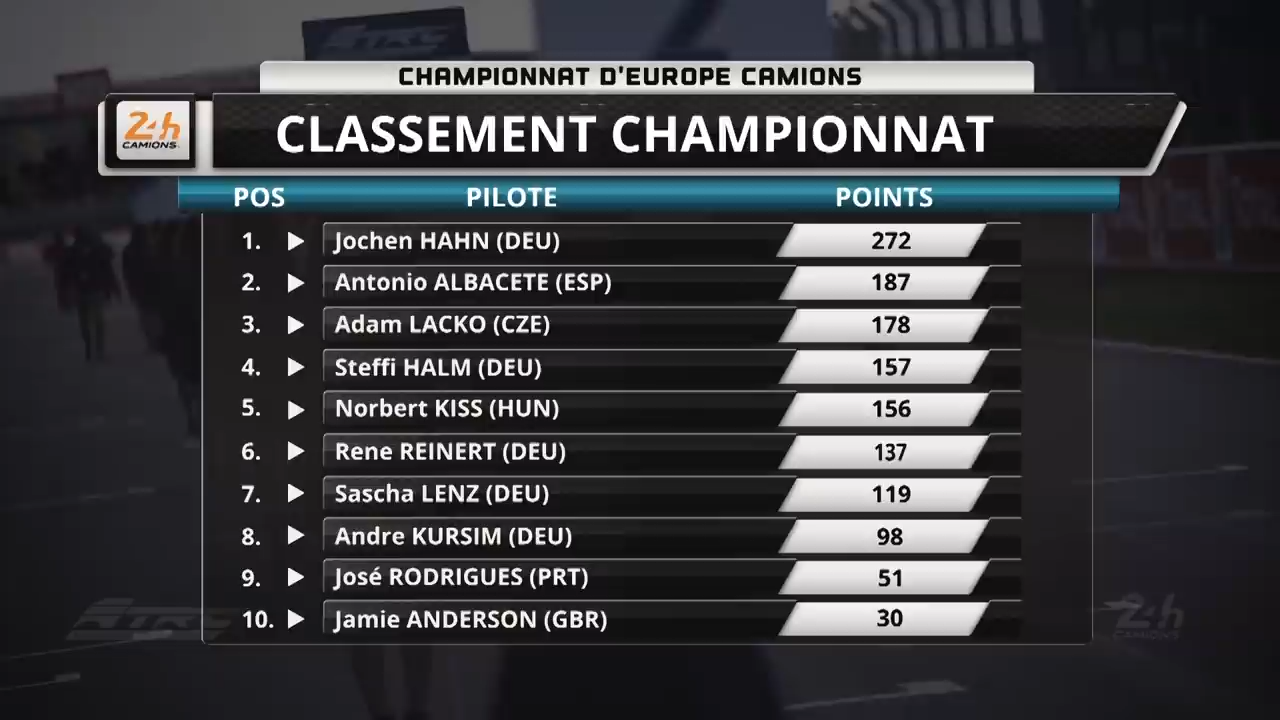 CHAMPIONNAT D'EUROPE CAMIONS
24h CAMIONS
CLASSEMENT CHAMPIONNAT
POS PILOTE POINTS
1. Jochen HAHN (DEU) 272
2. Antonio ALBACETE (ESP) 187
3. Adam LACKO (CZE) 178
4. Steffi HALM (DEU) 157
5. Norbert KISS (HUN) 156
6. Rene REINERT (DEU) 137
7. Sascha LENZ (DEU) 119
8. Andre KURSIM (DEU) 98
9. José RODRIGUES (PRT) 51
10. Jamie ANDERSON (GBR) 30
24h CAMIONS